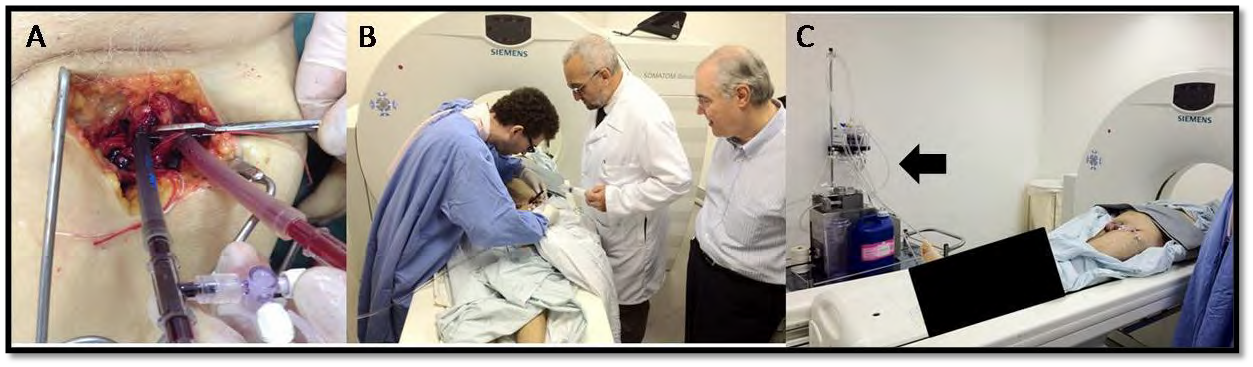 A
B
C
SIEMENS
SOMATOM
SIEMENS